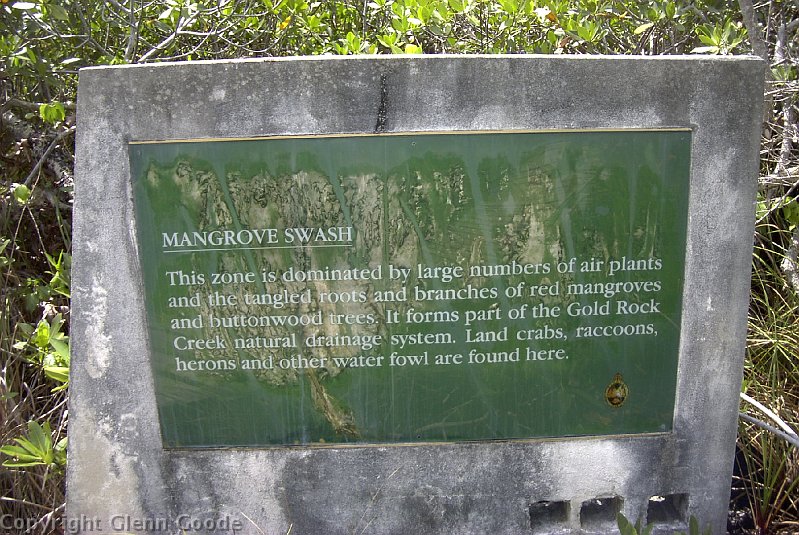 MANGROVE SWASH
This zone is dominated by large numbers of air plants
and the tangled roots and branches of red mangroves
and buttonwood trees. It forms part of the Gold Rock
Creek natural drainage system. Land crabs, raccoons,
herons and other water fowl are found here.
Copyright Glenn Goode